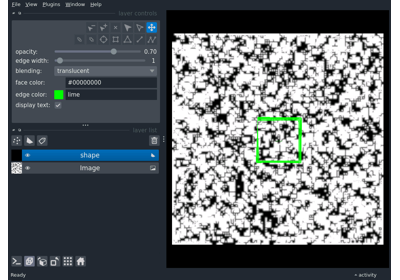 File View Plugins Window Help
layer controls
opacity: 0.70
edge width: 1
blending: translucent
face color: #00000000
edge color: lime
display text:
layer list
shape
Image
Ready
activity